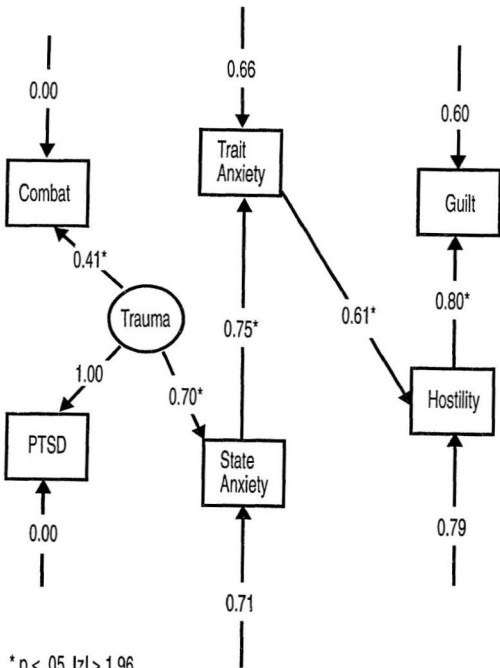 0.66
0.00
0.60
Trait
Anxiety
Combat
Guilt
0.41*
Trauma
0.75*
0.61*
0.80*
1.00
0.70*
Hostility
PTSD
State
Anxiety
0.00
0.79
0.71
* p < .05, |z| > 1.96